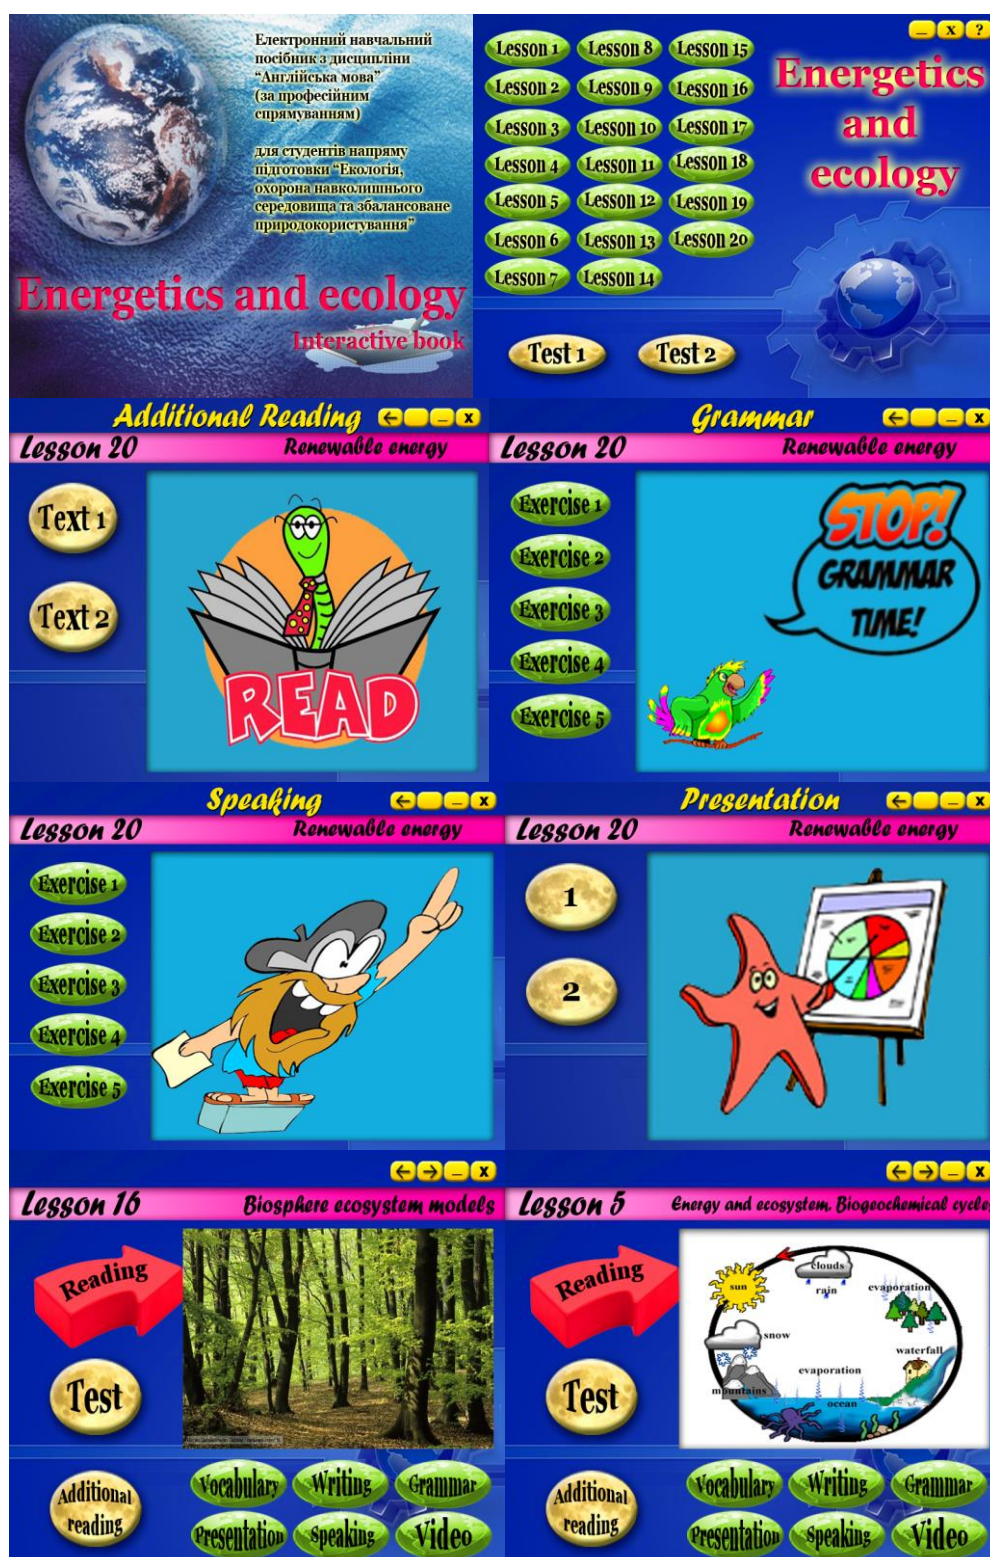 Електронний навчальний
посібник з дисципліни
“Англійська мова”
(за професійним
спрямуванням)
для студентів напряму
підготовки “Екологія,
охорона навколишнього
середовища та збалансоване
природокористування”
Energetics and ecology
Interactive book
_ x ?
Lesson 1 Lesson 8 Lesson 15
Lesson 2 Lesson 9 Lesson 16
Lesson 3 Lesson 10 Lesson 17
Lesson 4 Lesson 11 Lesson 18
Lesson 5 Lesson 12 Lesson 19
Lesson 6 Lesson 13 Lesson 20
Lesson 7 Lesson 14
Energetics
and
ecology
Test 1 Test 2
Additional Reading
Lesson 20 Renewable energy
Text 1
Text 2
READ
Grammar
Lesson 20 Renewable energy
Exercise 1
Exercise 2
Exercise 3
Exercise 4
Exercise 5
STOP!
GRAMMAR
TIME!
Speaking
Lesson 20 Renewable energy
Exercise 1
Exercise 2
Exercise 3
Exercise 4
Exercise 5
Presentation
Lesson 20 Renewable energy
1
2
Lesson 16 Biosphere ecosystem models
Reading
Test
Additional
reading
Vocabulary Writing Grammar
Presentation Speaking Video
Lesson 5 Energy and ecosystem. Biogeochemical cycles
Reading
clouds
sun
rain
evaporation
snow
waterfall
evaporation
mountains
ocean
Test
Additional
reading
Vocabulary Writing Grammar
Presentation Speaking Video